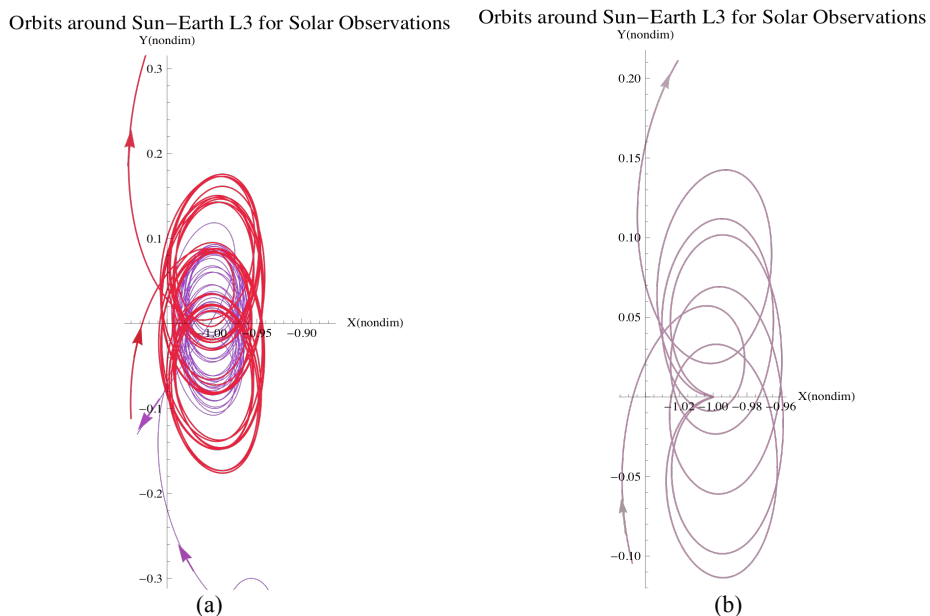 Orbits around Sun−Earth L3 for Solar Observations
Y(nondim)
0.3
0.2
0.1
X(nondim)
−1.00 −0.95 −0.90
−0.1
−0.2
−0.3
(a)
Orbits around Sun−Earth L3 for Solar Observations
Y(nondim)
0.20
0.15
0.10
0.05
X(nondim)
−1.02 −1.00 −0.98 −0.96
−0.05
−0.10
(b)